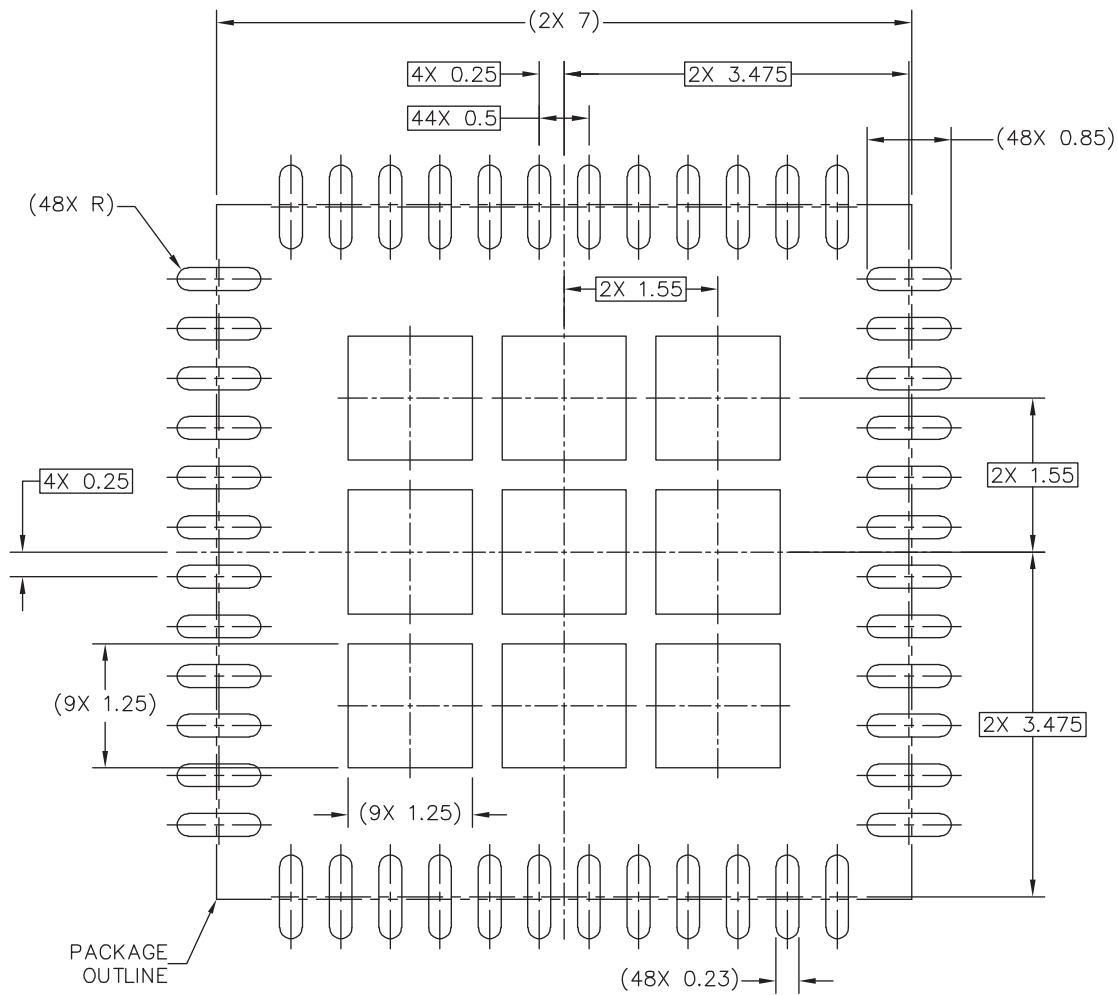 (2X 7)
4X 0.25
2X 3.475
44X 0.5
(48X 0.85)
(48X R)
2X 1.55
4X 0.25
2X 1.55
(9X 1.25)
2X 3.475
(9X 1.25)
PACKAGE
OUTLINE
(48X 0.23)